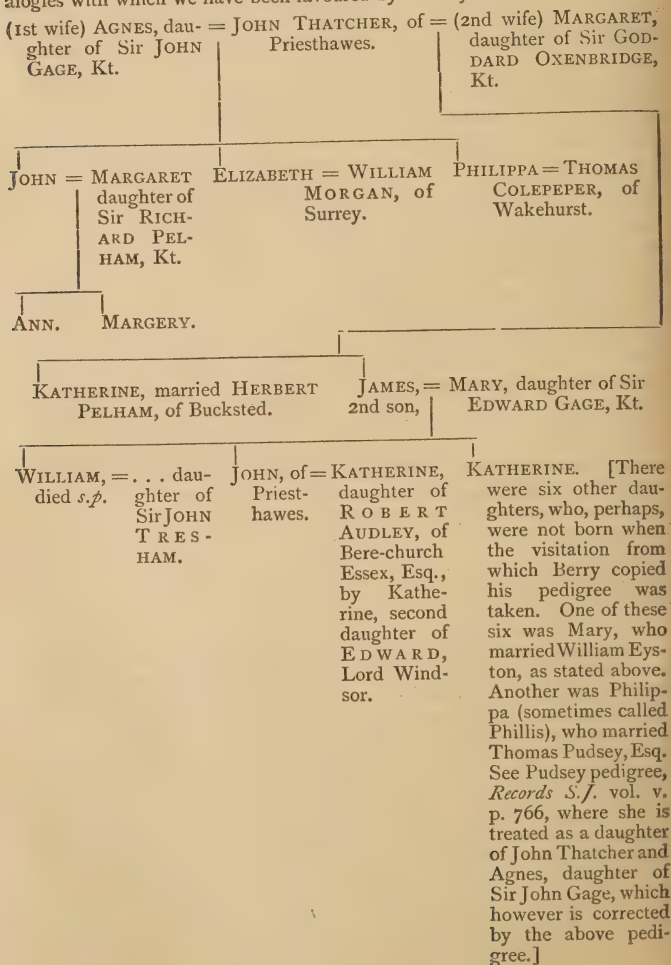 (1st wife) AGNES, dau-
ghter of Sir JOHN
GAGE, Kt.
= JOHN THATCHER, of =
Priesthawes.
(2nd wife) MARGARET,
daughter of Sir GOD-
DARD OXENBRIDGE,
Kt.
JOHN = MARGARET
daughter of
Sir RICH-
ARD PEL-
HAM, Kt.
ELIZABETH = WILLIAM
MORGAN, of
Surrey.
PHILIPPA = THOMAS
COLEPEPER, of
Wakehurst.
ANN.
MARGERY.
KATHERINE, married HERBERT
PELHAM, of Bucksted.
JAMES, =
2nd son,
MARY, daughter of Sir
EDWARD GAGE, Kt.
WILLIAM, =
died s.p.
. . . dau-
ghter of
Sir JOHN
TRES-
HAM.
JOHN, of =
Priest-
hawes.
KATHERINE,
daughter of
ROBERT
AUDLEY, of
Bere-church
Essex, Esq.,
by Kathe-
rine, second
daughter of
EDWARD,
Lord Wind-
sor.
KATHERINE. [There
were six other dau-
ghters, who, perhaps,
were not born when
the visitation from
which Berry copied
his pedigree was
taken. One of these
six was Mary, who
married William Eys-
ton, as stated above.
Another was Philip-
pa (sometimes called
Phillis), who married
Thomas Pudsey, Esq.
See Pudsey pedigree,
Records S.J. vol. v.
p. 766, where she is
treated as a daughter
of John Thatcher and
Agnes, daughter of
Sir John Gage, which
however is corrected
by the above pedi-
gree.]